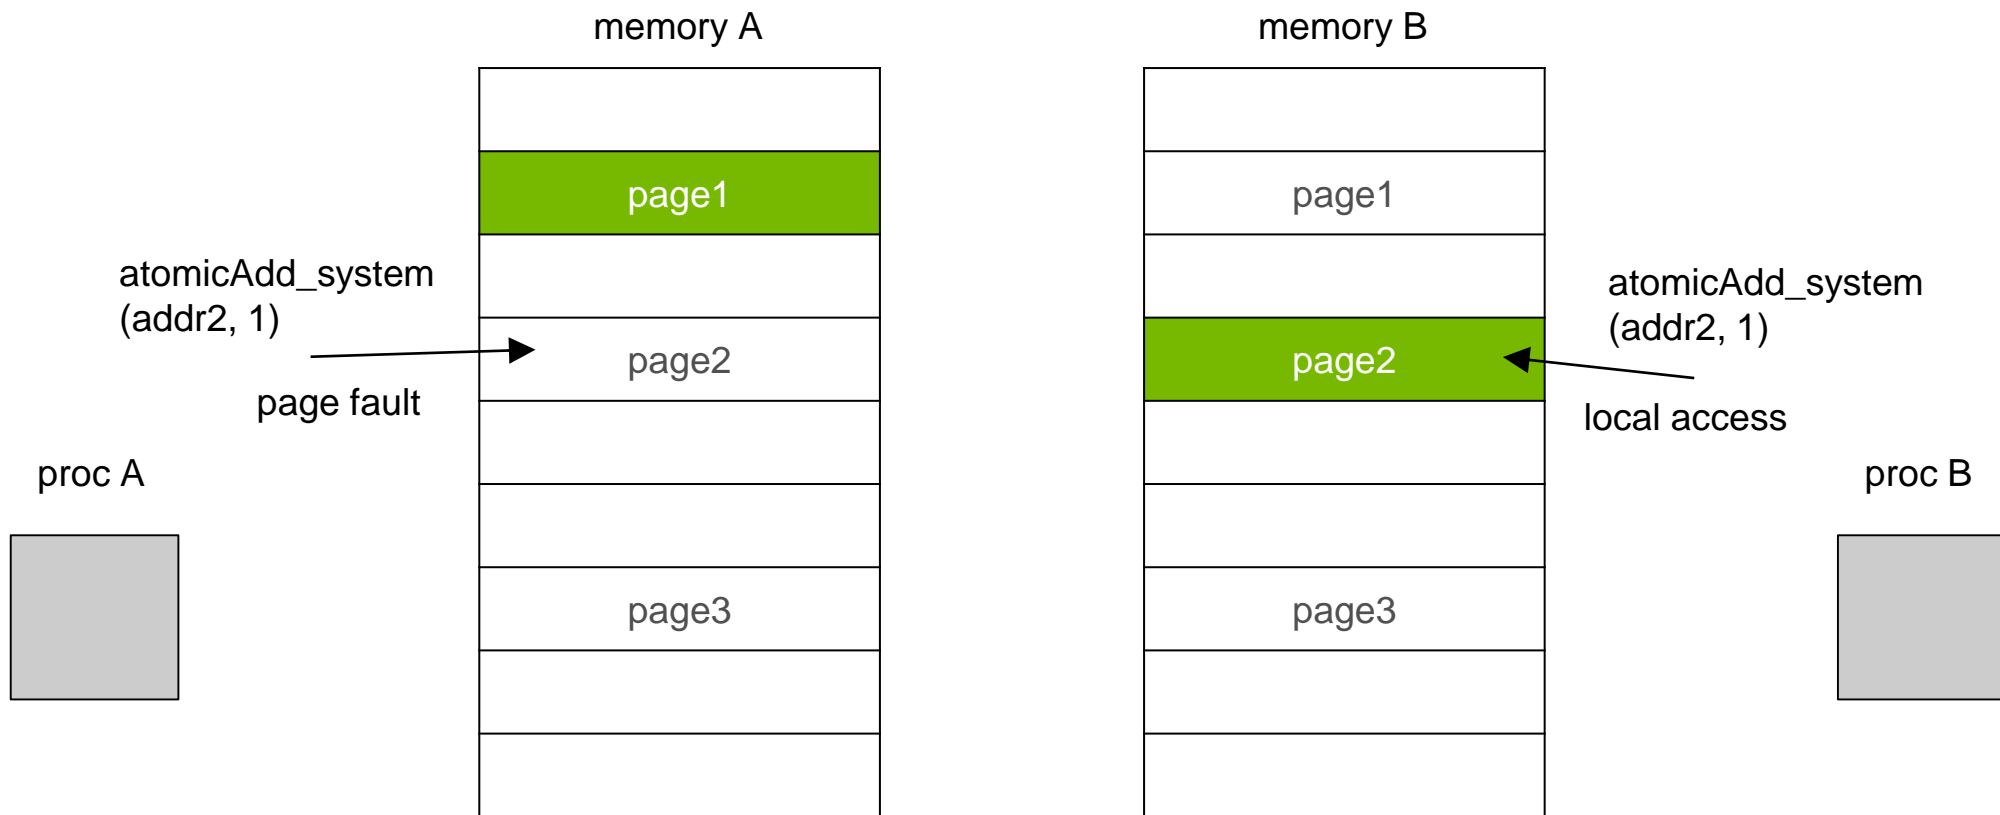 memory A
memory B
page1
page1
atomicAdd_system
(addr2, 1)
atomicAdd_system
(addr2, 1)
page2
page2
page fault
local access
proc A
proc B
page3
page3